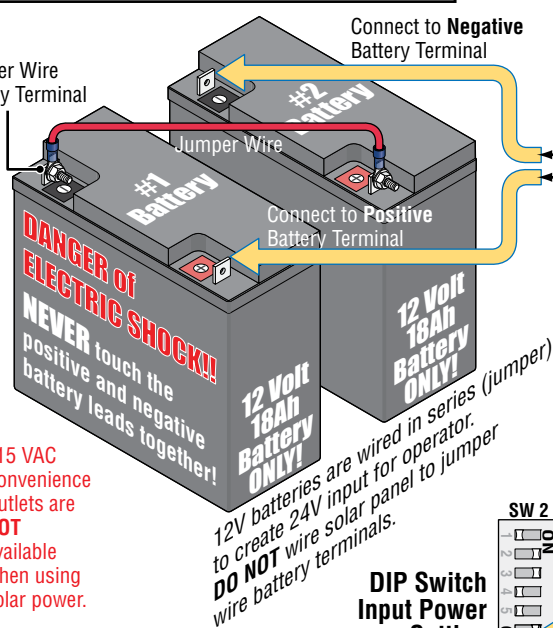 Connect to Negative
Battery Terminal
Wire
Terminal
#2
Battery
Jumper Wire
#1
Battery
Connect to Positive
Battery Terminal
DANGER of
ELECTRIC SHOCK!!
NEVER touch the
positive and negative
battery leads together!
12 Volt
18Ah
Battery
ONLY!
12 Volt
18Ah
Battery
ONLY!
12V batteries are wired in series (jumper)
to create 24V input for operator.
DO NOT wire solar panel to jumper
wire battery terminals.
15 VAC
onvenience
utlets are
OT
vailable
hen using
olar power.
SW 2
ON
1
2
3
4
5
DIP Switch
Input Power